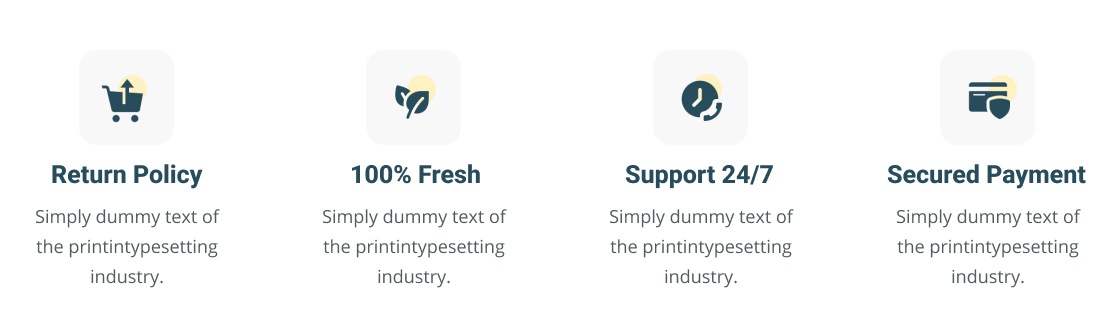 Return Policy
Simply dummy text of
the printintypesetting
industry.
100% Fresh
Simply dummy text of
the printintypesetting
industry.
Support 24/7
Simply dummy text of
the printintypesetting
industry.
Secured Payment
Simply dummy text of
the printintypesetting
industry.